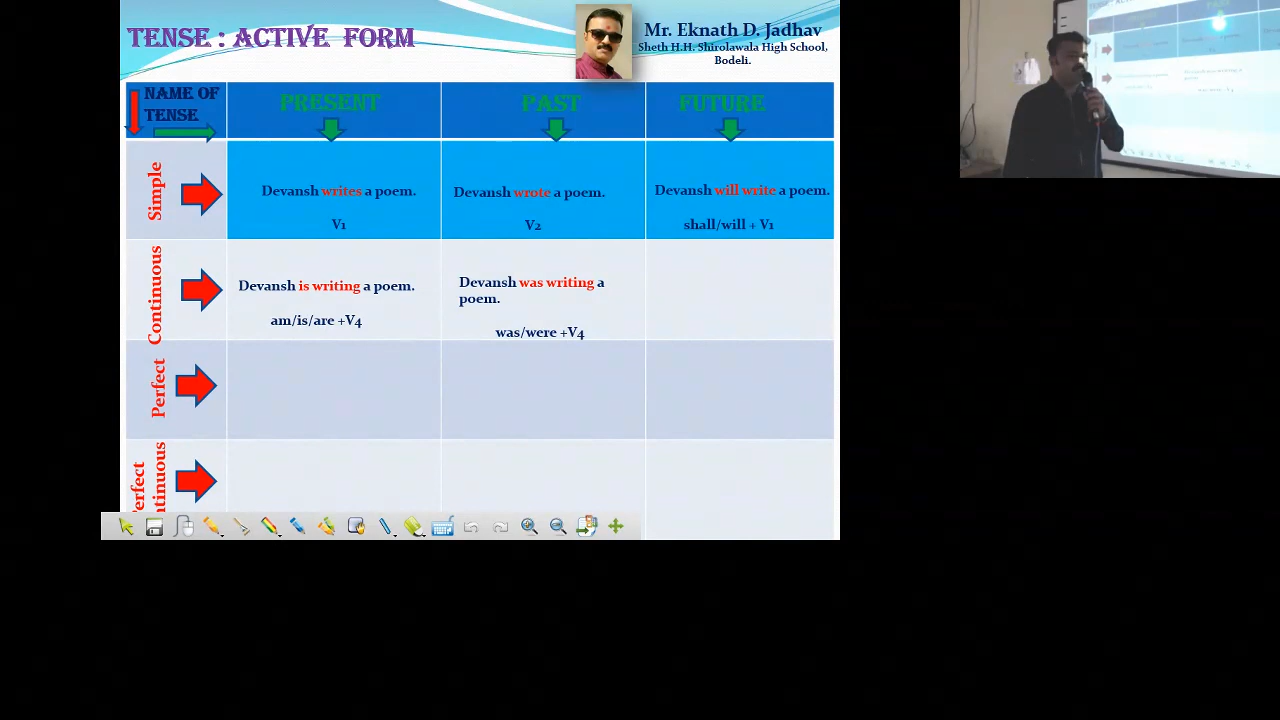 TENSE : ACTIVE FORM
Mr. Eknath D. Jadhav
Sheth H.H. Shirolawala High School,
Bodeli.
NAME OF
TENSE
PRESENT
PAST
FUTURE
Simple
Devansh writes a poem.
V1
Devansh wrote a poem.
V2
Devansh will write a poem.
shall/will + V1
Continuous
Devansh is writing a poem.
am/is/are +V4
Devansh was writing a
poem.
was/were +V4
Perfect